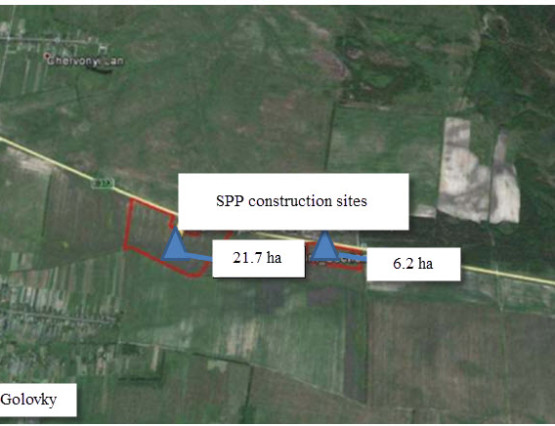 Chervonyi Lan
SPP construction sites
21.7 ha
6.2 ha
Golovky